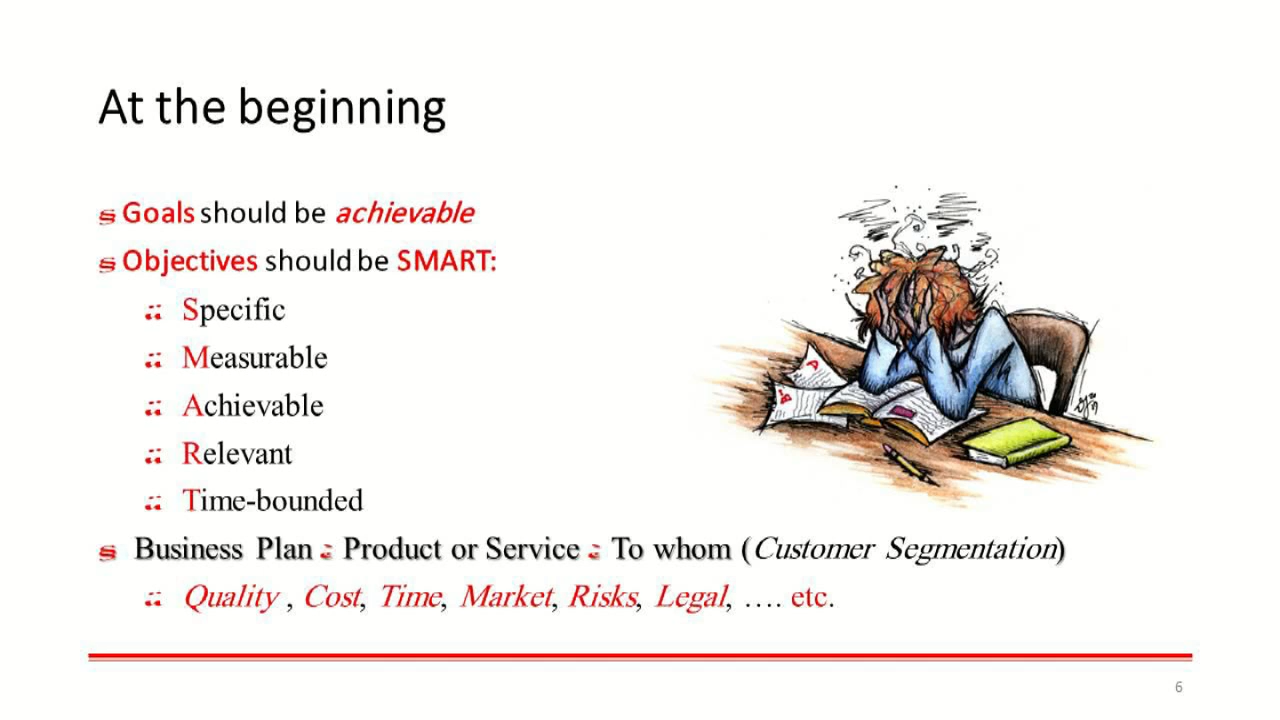 At the beginning
Goals should be achievable
Objectives should be SMART:
Specific
Measurable
Achievable
Relevant
Time-bounded
Business Plan Product or Service To whom (Customer Segmentation)
Quality , Cost, Time, Market, Risks, Legal, .... etc.
6